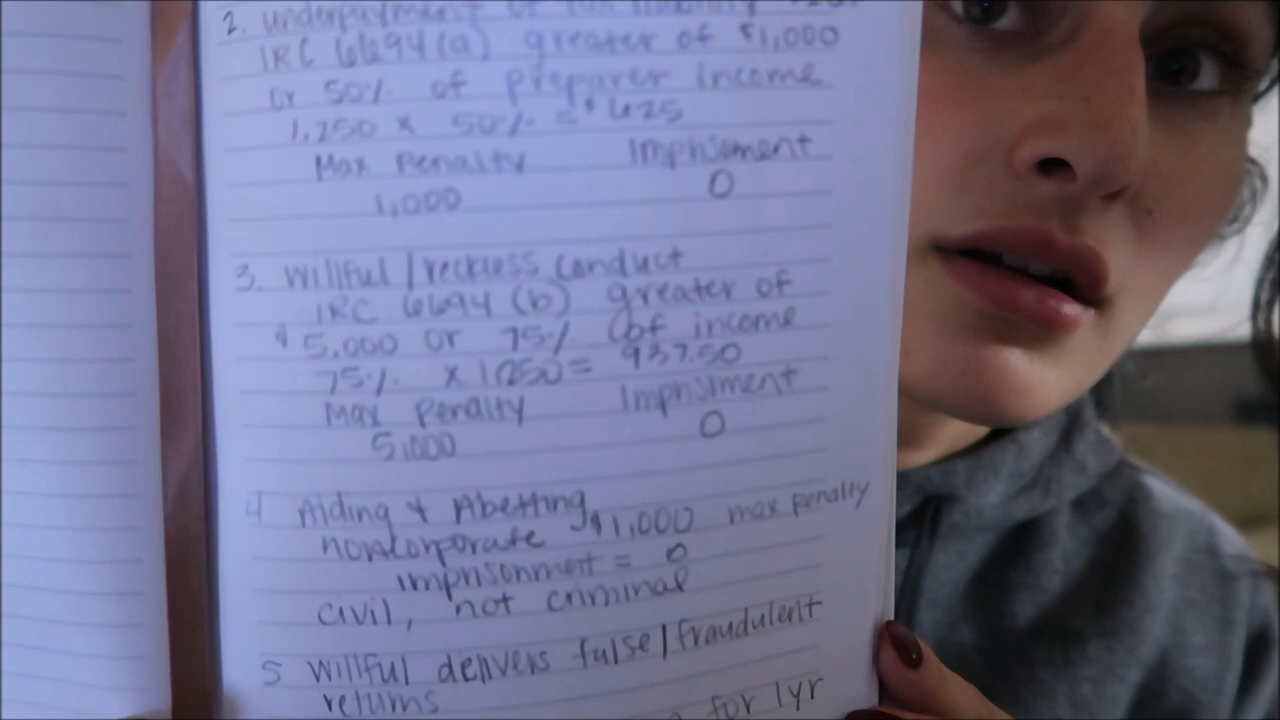 2. underpayment of tax liability
IRC 6694(a) greater of $1,000
or 50% of preparer income
1,250 x 50% = $625
Max Penalty Imprisment
1,000 0
3. Willful/reckless conduct
IRC 6694 (b) greater of
$5,000 or 75% of income
75% x 1250 = 937.50
Max Penalty Imprisment
5,000 0
4 Aiding & Abetting
noncorporate $1,000 max penalty
imprisonment = 0
civil, not criminal
5 Willful delivers false/fraudulent
returns
for 1yr